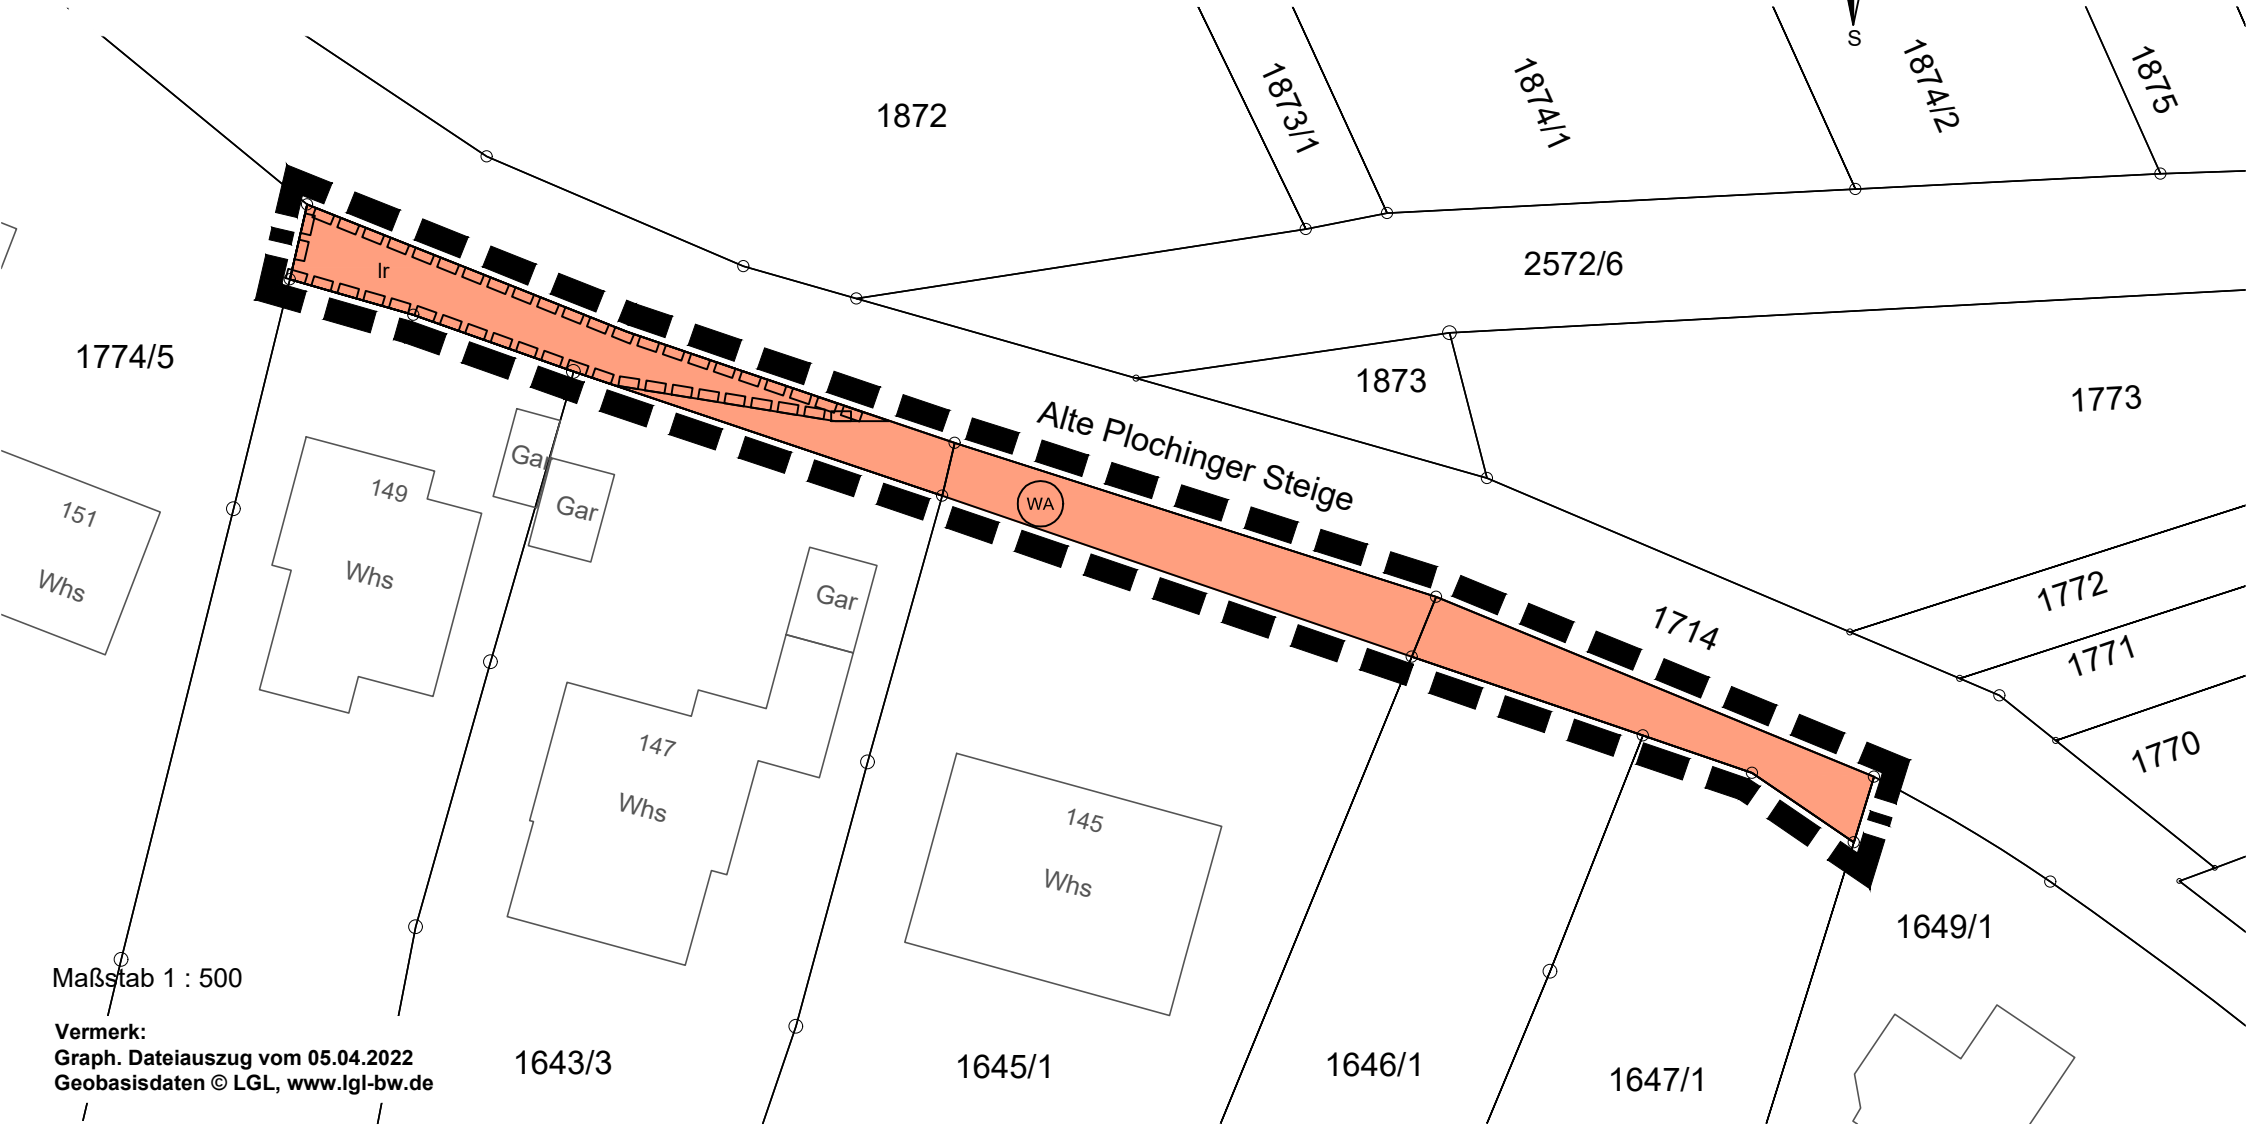 S
1872
1873/1
1874/1
1874/2
1875
2572/6
lr
1774/5
1873
1773
Alte Plochinger Steige
WA
151
Whs
149
Whs
Gar
Gar
Gar
1714
1772
1771
1770
147
Whs
145
Whs
1649/1
Maßstab 1 : 500
Vermerk:
Graph. Dateiauszug vom 05.04.2022
Geobasisdaten © LGL, www.lgl-bw.de
1643/3
1645/1
1646/1
1647/1